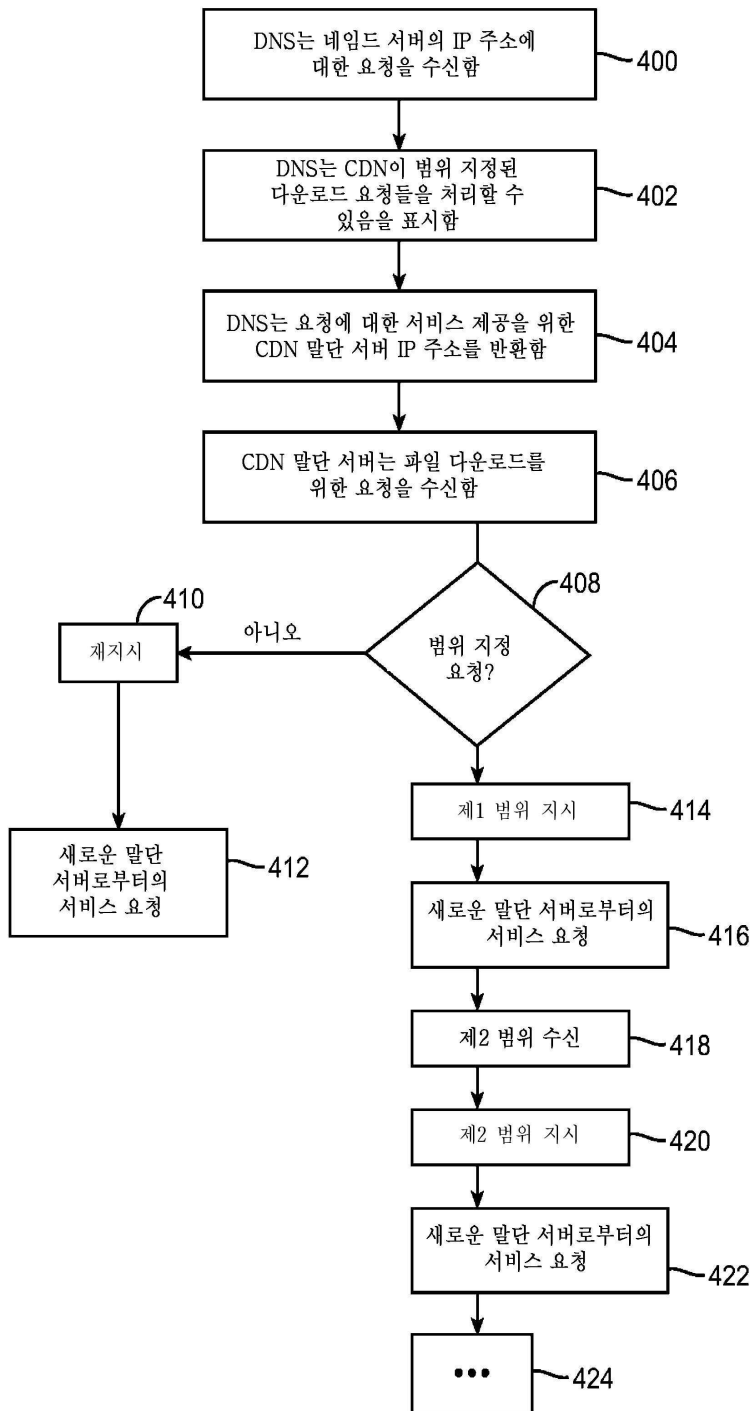 DNS는 네임드 서버의 IP 주소에
대한 요청을 수신함
400
DNS는 CDN이 범위 지정된
다운로드 요청들을 처리할 수
있음을 표시함
402
DNS는 요청에 대한 서비스 제공을 위한
CDN 말단 서버 IP 주소를 반환함
404
CDN 말단 서버는 파일 다운로드를
위한 요청을 수신함
406
408
범위 지정
요청?
아니오
410
재지시
새로운 말단
서버로부터의
서비스 요청
412
제1 범위 지시
414
새로운 말단 서버로부터의
서비스 요청
416
제2 범위 수신
418
제2 범위 지시
420
새로운 말단 서버로부터의
서비스 요청
422
•••
424